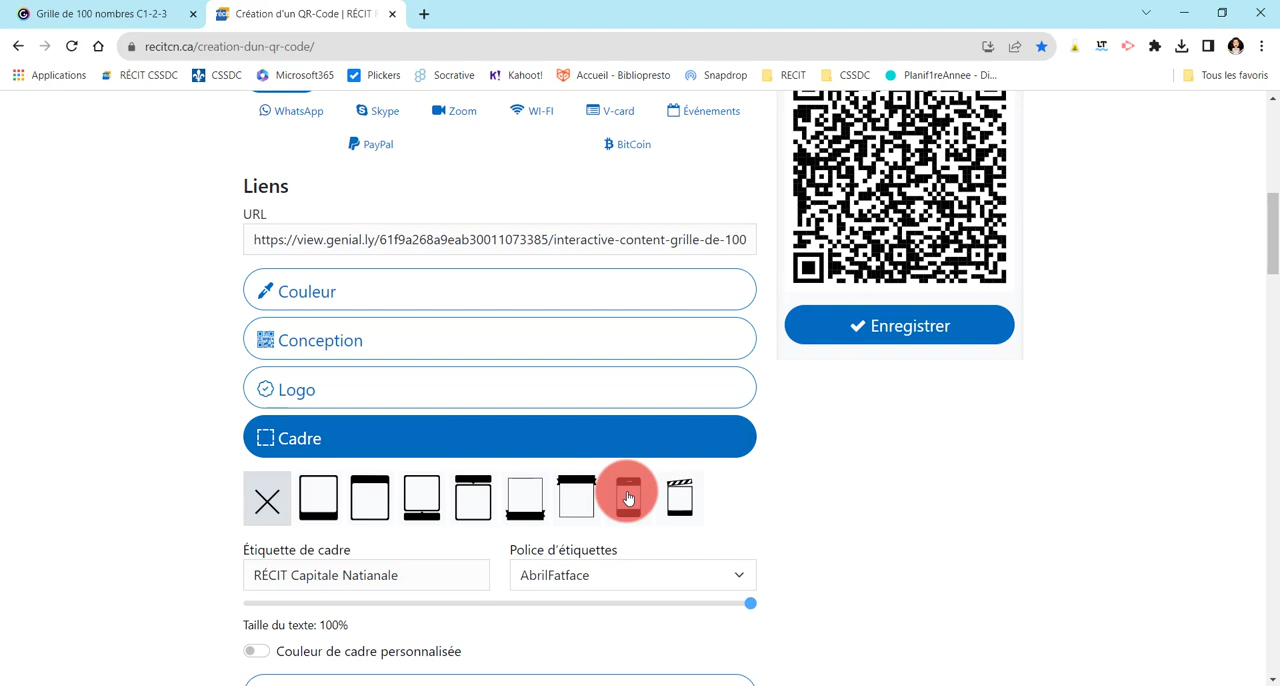 Grille de 100 nombres C1-2-3
Création d'un QR-Code | RÉCIT
recitcn.ca/creation-dun-qr-code/
LT
Applications RÉCIT CSSDC CSSDC Microsoft365 Plickers Socrative K! Kahoot! Accueil - Bibliopresto Snapdrop RECIT CSSDC Planif1reAnnee - Di... Tous les favoris
WhatsApp Skype Zoom WI-FI V-card Événements
PayPal BitCoin
Liens
URL
https://view.genial.ly/61f9a268a9eab30011073385/interactive-content-grille-de-100
Couleur
Conception
Logo
Cadre
Enregistrer
Étiquette de cadre Police d'étiquettes
RÉCIT Capitale Natianale AbrilFatface
Taille du texte: 100%
Couleur de cadre personnalisée